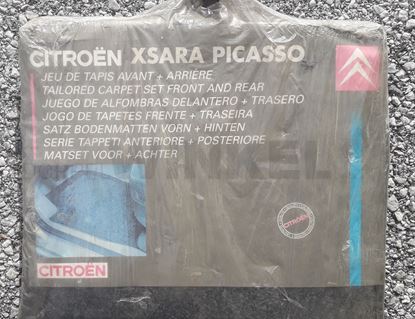 CITROËN XSARA PICASSO
JEU DE TAPIS AVANT + ARRIERE
TAILORED CARPET SET FRONT AND REAR
JUEGO DE ALFOMBRAS DELANTERO + TRASERO
JOGO DE TAPETES FRENTE + TRASEIRA
SATZ BODENMATTEN VORN + HINTEN
SERIE TAPPETI ANTERIORE + POSTERIORE
MATSET VOOR + ACHTER
CITROËN
CITROËN